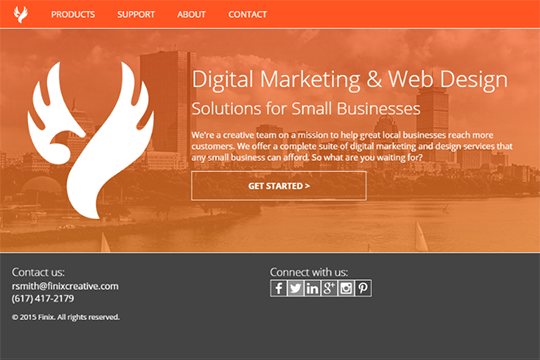 PRODUCTS SUPPORT ABOUT CONTACT
Digital Marketing & Web Design
Solutions for Small Businesses
We're a creative team on a mission to help great local businesses reach more
customers. We offer a complete suite of digital marketing and design services that
any small business can afford. So what are you waiting for?
GET STARTED >
Contact us:
rsmith@finixcreative.com
(617) 417-2179
© 2015 Finix. All rights reserved.
Connect with us: